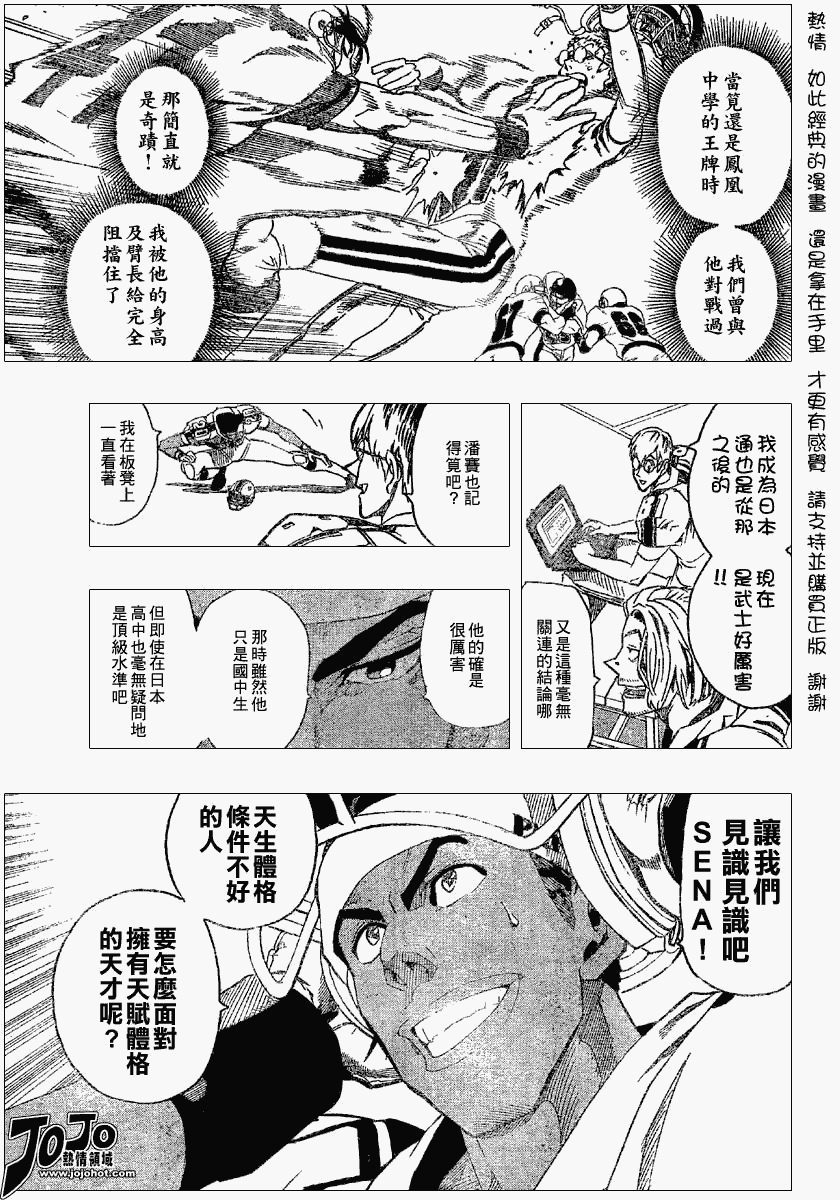 當筧還是鳳凰
中學的王牌時
我們曾與
他對戰過
那簡直就
是奇蹟！
我被他的身高
及臂長給完全
阻擋住了
我成為日本
通也是從那
之後的
現在
是武士好厲害
!!
又是這種毫無
關連的結論哪
潘賽也記
得筧吧？
我在板凳上
一直看著
他的確是
很厲害
那時雖然他
只是國中生
但即使在日本
高中也毫無疑問地
是頂級水準吧
讓我們
見識見識吧
SENA！
天生體格
條件不好
的人
要怎麼面對
擁有天賦體格
的天才呢？
熱情 如此經典的漫畫 還是拿在手里 才更有感覺 請支持並購買正版 謝謝
JOJO
熱情領域
www.jojohot.com